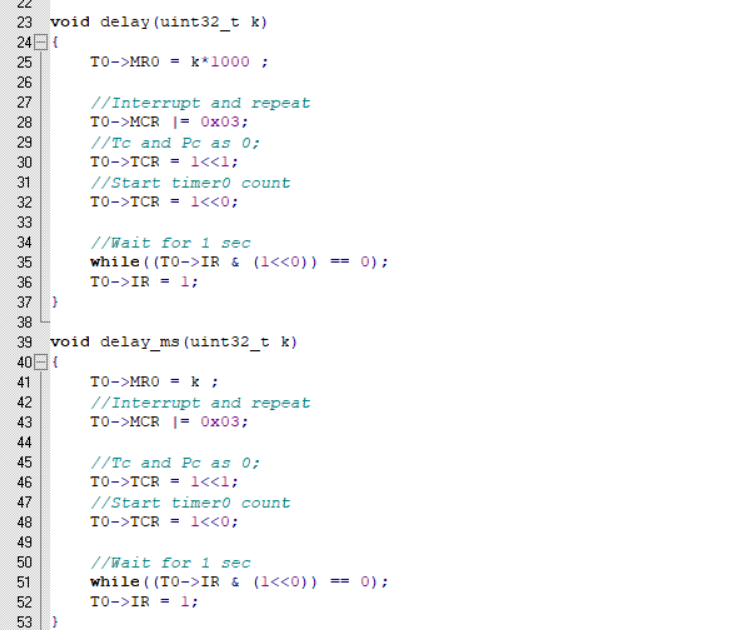 22
23 void delay(uint32_t k)
24 {
25 T0->MR0 = k*1000 ;
26
27 //Interrupt and repeat
28 T0->MCR |= 0x03;
29 //Tc and Pc as 0;
30 T0->TCR = 1<<1;
31 //Start timer0 count
32 T0->TCR = 1<<0;
33
34 //Wait for 1 sec
35 while((T0->IR & (1<<0)) == 0);
36 T0->IR = 1;
37 }
38
39 void delay_ms(uint32_t k)
40 {
41 T0->MR0 = k ;
42 //Interrupt and repeat
43 T0->MCR |= 0x03;
44
45 //Tc and Pc as 0;
46 T0->TCR = 1<<1;
47 //Start timer0 count
48 T0->TCR = 1<<0;
49
50 //Wait for 1 sec
51 while((T0->IR & (1<<0)) == 0);
52 T0->IR = 1;
53 }